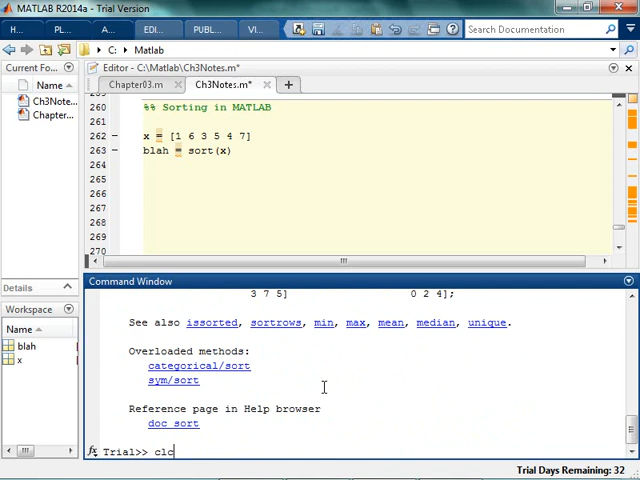 MATLAB R2014a - Trial Version
H...
PL...
A...
EDI...
PUBL...
VI...
Search Documentation
C:
Matlab
Current Fo...
Name
Ch3Note...
Chapter...
Editor - C:\Matlab\Ch3Notes.m*
Chapter03.m
Ch3Notes.m*
260 %% Sorting in MATLAB
261
262 x = [1 6 3 5 4 7]
263 blah = sort(x)
264
265
266
267
268
269
270
Details
Workspace
Name
blah
x
Command Window
3 7 5] 0 2 4];
See also issorted, sortrows, min, max, mean, median, unique.
Overloaded methods:
categorical/sort
sym/sort
Reference page in Help browser
doc sort
fx Trial>> clc
Trial Days Remaining: 32